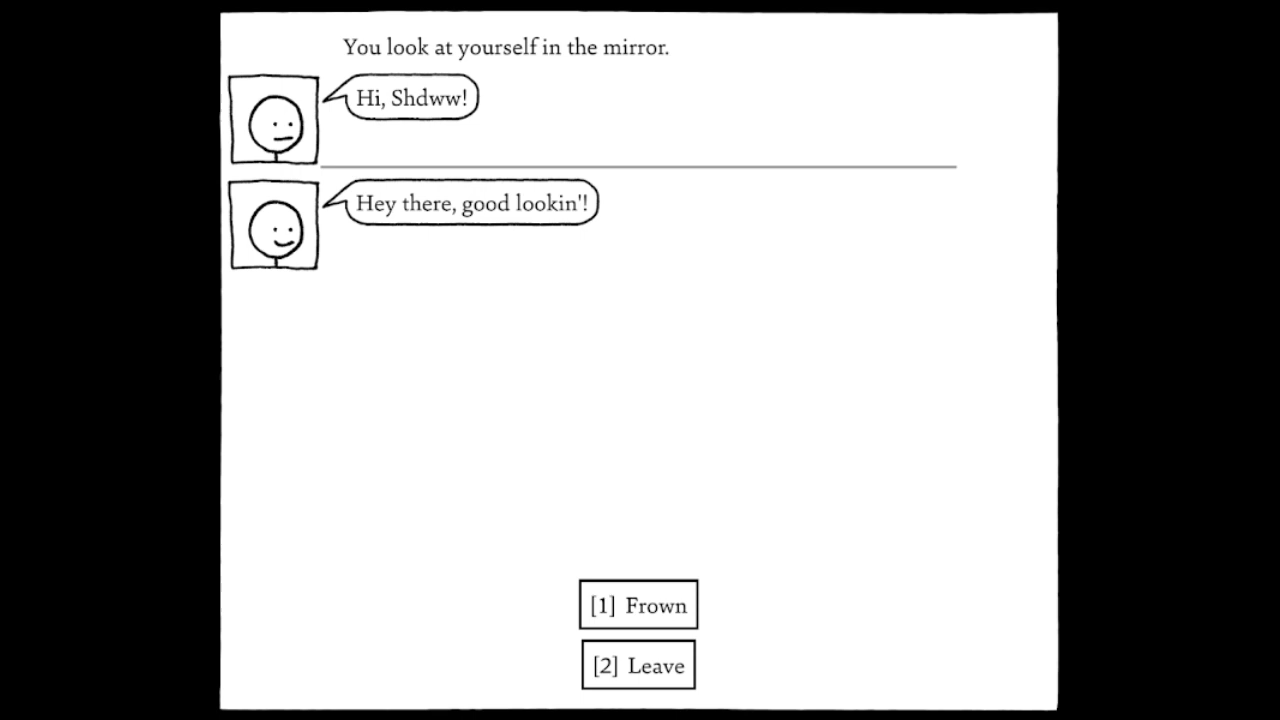 You look at yourself in the mirror.
Hi, Shdww!
Hey there, good lookin'!
[1] Frown
[2] Leave